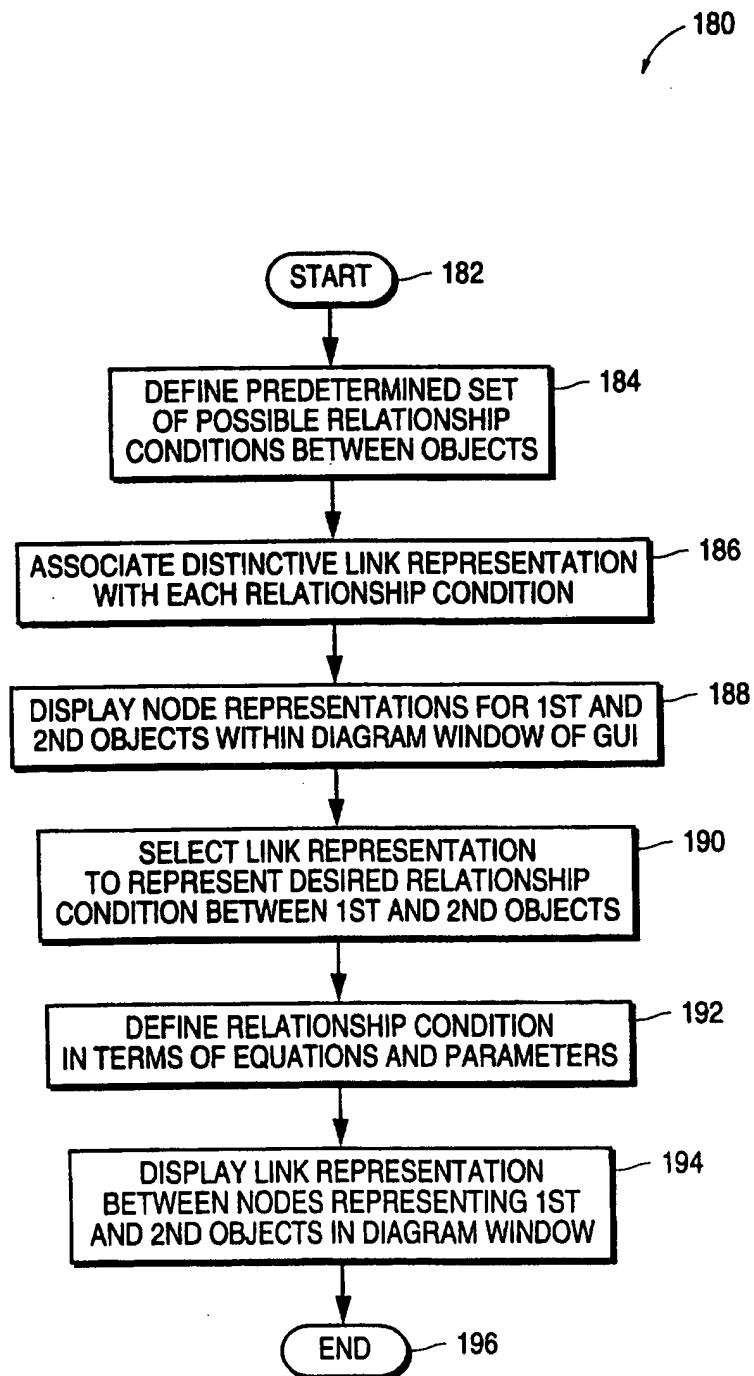 180
START
182
DEFINE PREDETERMINED SET
OF POSSIBLE RELATIONSHIP
CONDITIONS BETWEEN OBJECTS
184
ASSOCIATE DISTINCTIVE LINK REPRESENTATION
WITH EACH RELATIONSHIP CONDITION
186
DISPLAY NODE REPRESENTATIONS FOR 1ST AND
2ND OBJECTS WITHIN DIAGRAM WINDOW OF GUI
188
SELECT LINK REPRESENTATION
TO REPRESENT DESIRED RELATIONSHIP
CONDITION BETWEEN 1ST AND 2ND OBJECTS
190
DEFINE RELATIONSHIP CONDITION
IN TERMS OF EQUATIONS AND PARAMETERS
192
DISPLAY LINK REPRESENTATION
BETWEEN NODES REPRESENTING 1ST
AND 2ND OBJECTS IN DIAGRAM WINDOW
194
END
196